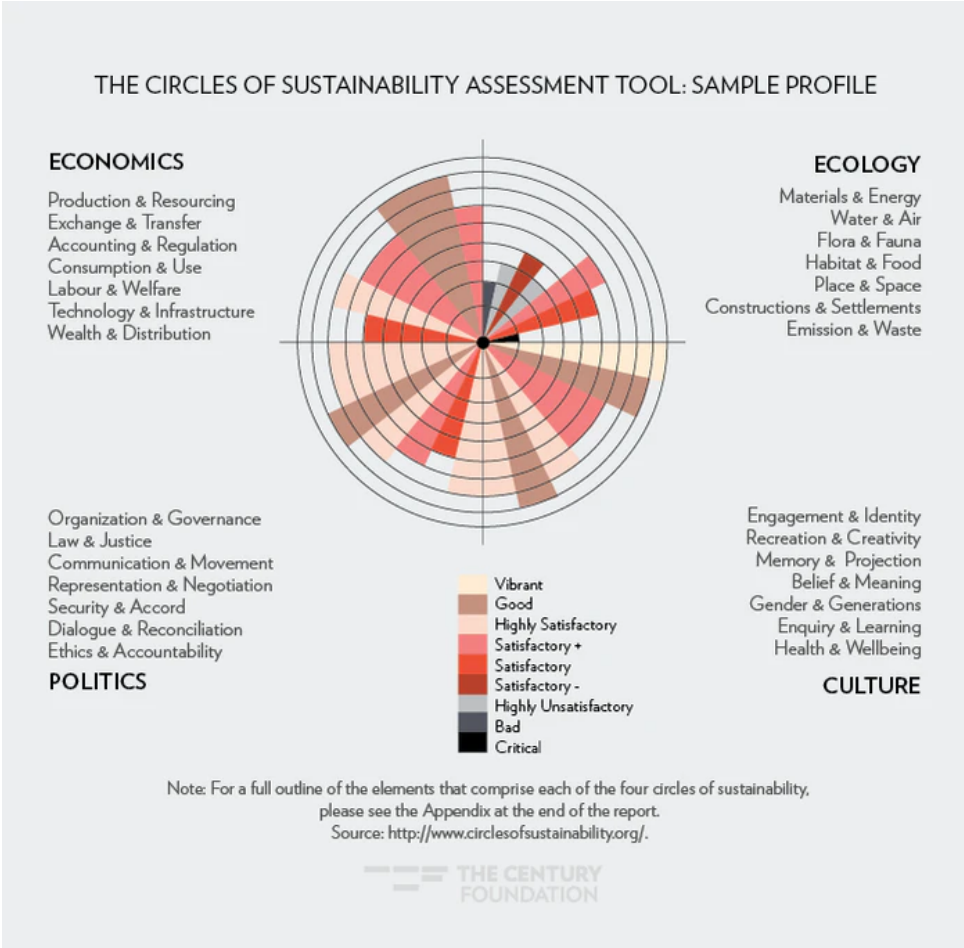 THE CIRCLES OF SUSTAINABILITY ASSESSMENT TOOL: SAMPLE PROFILE
ECONOMICS
Production & Resourcing
Exchange & Transfer
Accounting & Regulation
Consumption & Use
Labour & Welfare
Technology & Infrastructure
Wealth & Distribution
ECOLOGY
Materials & Energy
Water & Air
Flora & Fauna
Habitat & Food
Place & Space
Constructions & Settlements
Emission & Waste
Organization & Governance
Law & Justice
Communication & Movement
Representation & Negotiation
Security & Accord
Dialogue & Reconciliation
Ethics & Accountability
POLITICS
Engagement & Identity
Recreation & Creativity
Memory & Projection
Belief & Meaning
Gender & Generations
Enquiry & Learning
Health & Wellbeing
CULTURE
Vibrant
Good
Highly Satisfactory
Satisfactory +
Satisfactory
Satisfactory -
Highly Unsatisfactory
Bad
Critical
Note: For a full outline of the elements that comprise each of the four circles of sustainability,
please see the Appendix at the end of the report.
Source: http://www.circlesofsustainability.org/.
THE CENTURY
FOUNDATION